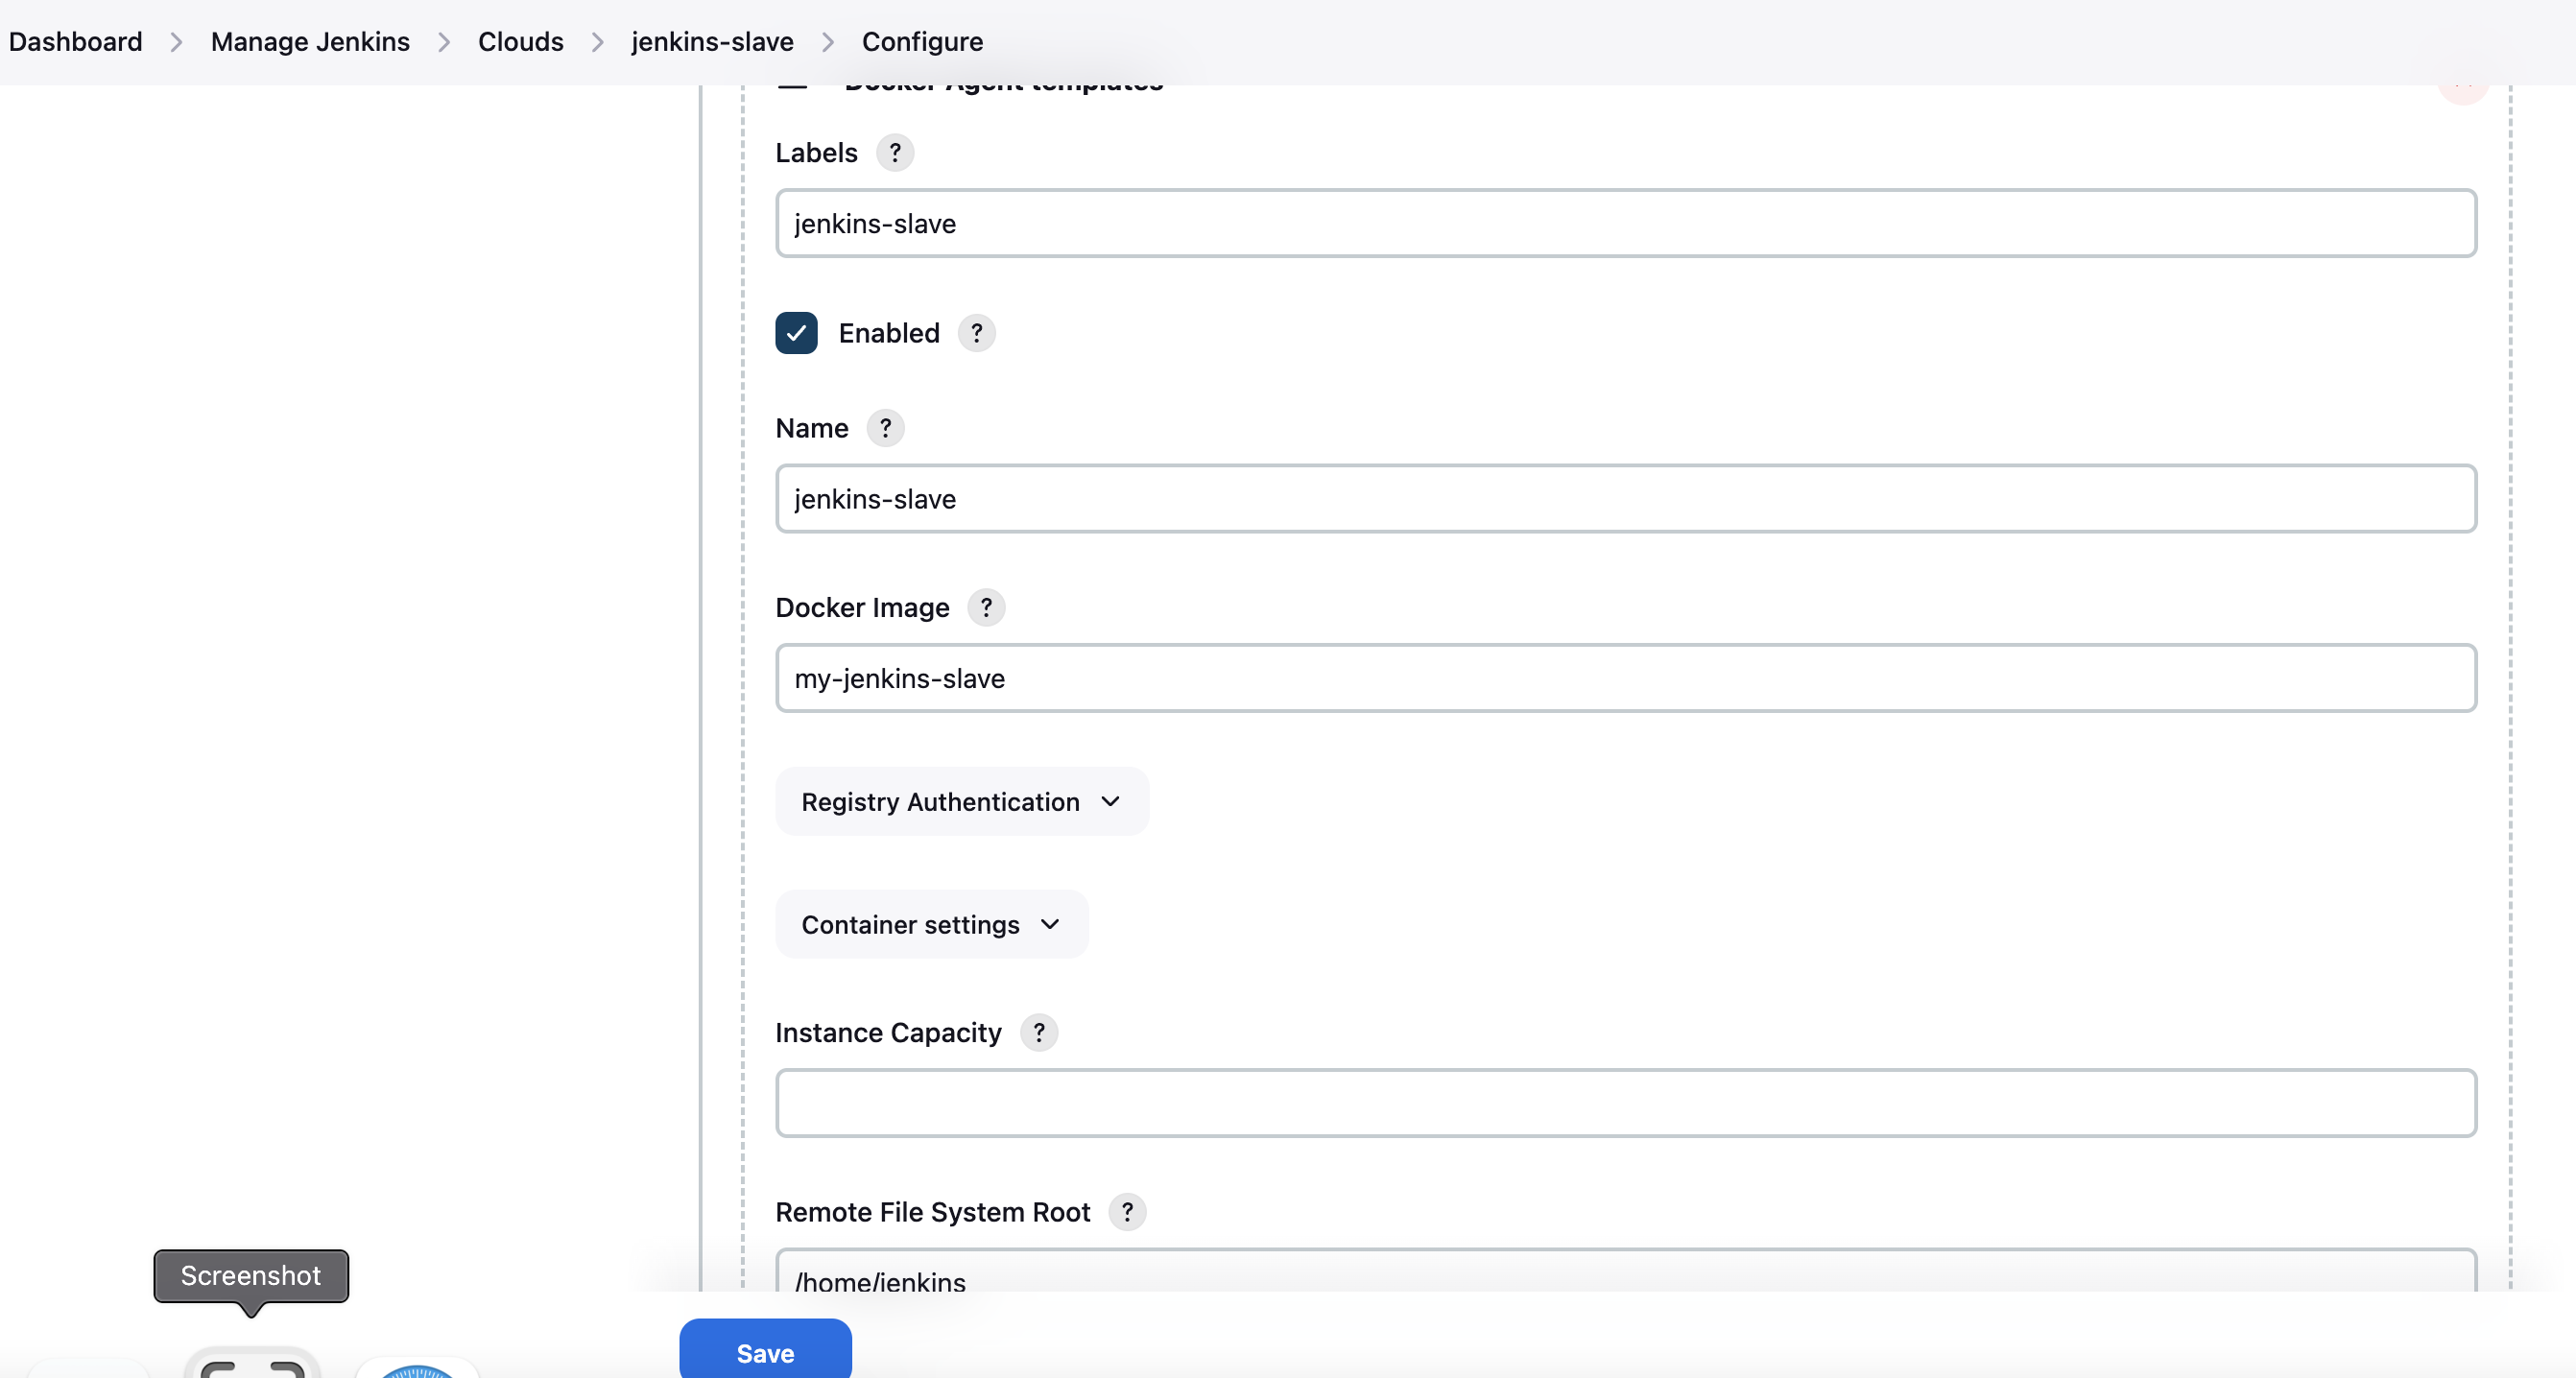 Dashboard > Manage Jenkins > Clouds > jenkins-slave > Configure
Docker Agent templates
Labels ?
jenkins-slave
Enabled ?
Name ?
jenkins-slave
Docker Image ?
my-jenkins-slave
Registry Authentication
Container settings
Instance Capacity ?
Remote File System Root ?
/home/jenkins
Screenshot
Save